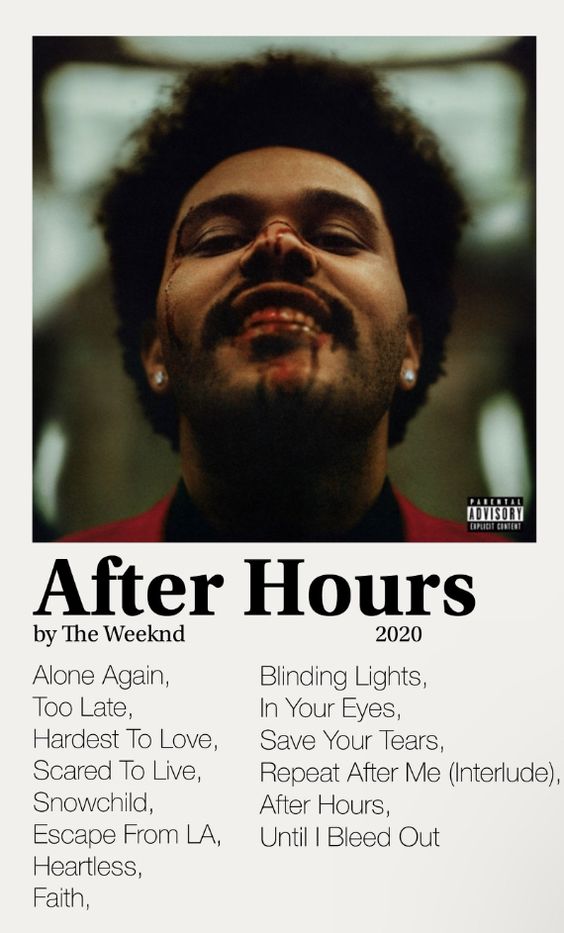 PARENTAL
ADVISORY
EXPLICIT CONTENT
After Hours
by The Weeknd 2020
Alone Again,
Too Late,
Hardest To Love,
Scared To Live,
Snowchild,
Escape From LA,
Heartless,
Faith,
Blinding Lights,
In Your Eyes,
Save Your Tears,
Repeat After Me (Interlude),
After Hours,
Until I Bleed Out